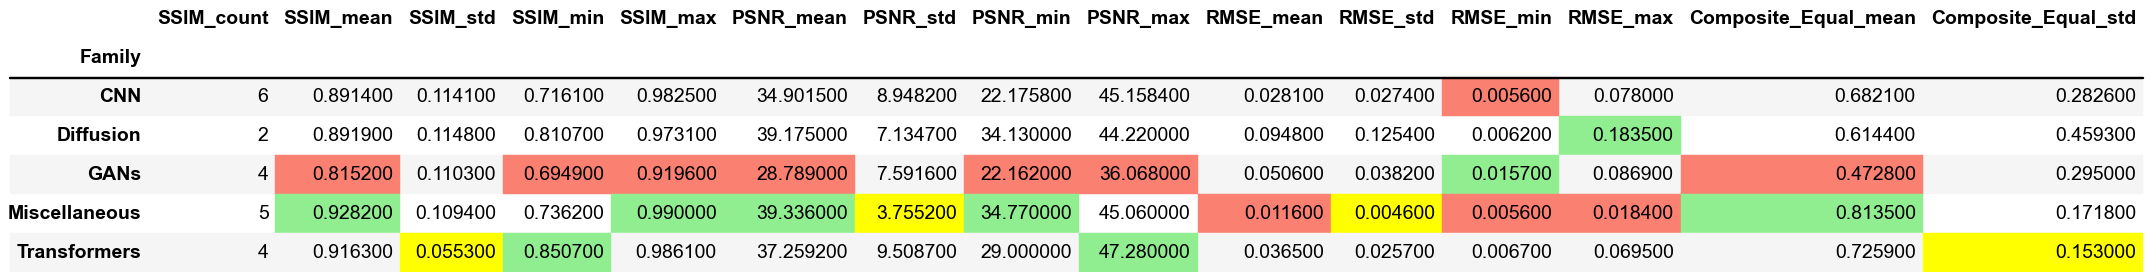 SSIM_count SSIM_mean SSIM_std SSIM_min SSIM_max PSNR_mean PSNR_std PSNR_min PSNR_max RMSE_mean RMSE_std RMSE_min RMSE_max Composite_Equal_mean Composite_Equal_std
Family
CNN 6 0.891400 0.114100 0.716100 0.982500 34.901500 8.948200 22.175800 45.158400 0.028100 0.027400 0.005600 0.078000 0.682100 0.282600
Diffusion 2 0.891900 0.114800 0.810700 0.973100 39.175000 7.134700 34.130000 44.220000 0.094800 0.125400 0.006200 0.183500 0.614400 0.459300
GANs 4 0.815200 0.110300 0.694900 0.919600 28.789000 7.591600 22.162000 36.068000 0.050600 0.038200 0.015700 0.086900 0.472800 0.295000
Miscellaneous 5 0.928200 0.109400 0.736200 0.990000 39.336000 3.755200 34.770000 45.060000 0.011600 0.004600 0.005600 0.018400 0.813500 0.171800
Transformers 4 0.916300 0.055300 0.850700 0.986100 37.259200 9.508700 29.000000 47.280000 0.036500 0.025700 0.006700 0.069500 0.725900 0.153000